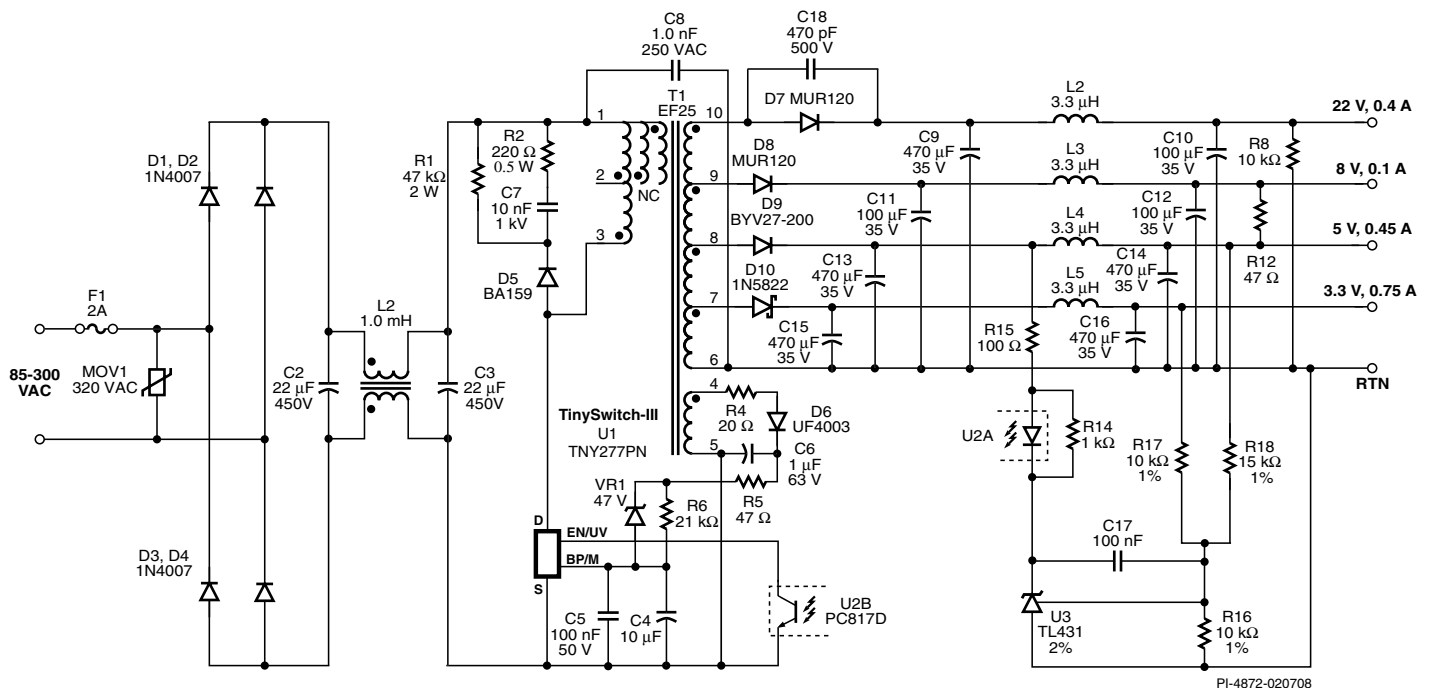 C8
1.0 nF
250 VAC
C18
470 pF
500 V
D7 MUR120
T1
EF25
1
2
3
NC
10
9
8
7
6
4
5
L2
3.3 µH
22 V, 0.4 A
D1, D2
1N4007
R1
47 kΩ
2 W
R2
220 Ω
0.5 W
C7
10 nF
1 kV
D5
BA159
D8
MUR120
D9
BYV27-200
D10
1N5822
C9
470 µF
35 V
L3
3.3 µH
C10
100 µF
35 V
R8
10 kΩ
8 V, 0.1 A
C11
100 µF
35 V
L4
3.3 µH
C12
100 µF
35 V
5 V, 0.45 A
C13
470 µF
35 V
L5
3.3 µH
C14
470 µF
35 V
R12
47 Ω
3.3 V, 0.75 A
C15
470 µF
35 V
R15
100 Ω
C16
470 µF
35 V
RTN
F1
2A
85-300
VAC
MOV1
320 VAC
C2
22 µF
450V
L2
1.0 mH
C3
22 µF
450V
TinySwitch-III
U1
TNY277PN
R4
20 Ω
D6
UF4003
C6
1 µF
63 V
VR1
47 V
R6
21 kΩ
R5
47 Ω
D
EN/UV
BP/M
S
U2A
R14
1 kΩ
R17
10 kΩ
1%
R18
15 kΩ
1%
D3, D4
1N4007
C5
100 nF
50 V
C4
10 µF
U2B
PC817D
C17
100 nF
U3
TL431
2%
R16
10 kΩ
1%
PI-4872-020708